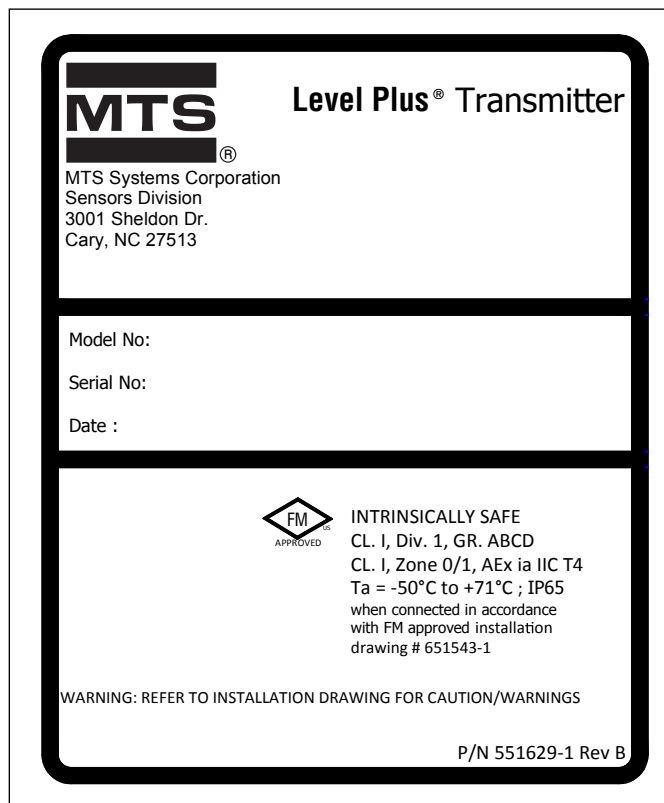 MTS
®
Level Plus® Transmitter
MTS Systems Corporation
Sensors Division
3001 Sheldon Dr.
Cary, NC 27513
Model No:
Serial No:
Date :
FM
us
APPROVED
INTRINSICALLY SAFE
CL. I, Div. 1, GR. ABCD
CL. I, Zone 0/1, AEx ia IIC T4
Ta = -50°C to +71°C ; IP65
when connected in accordance
with FM approved installation
drawing # 651543-1
WARNING: REFER TO INSTALLATION DRAWING FOR CAUTION/WARNINGS
P/N 551629-1 Rev B